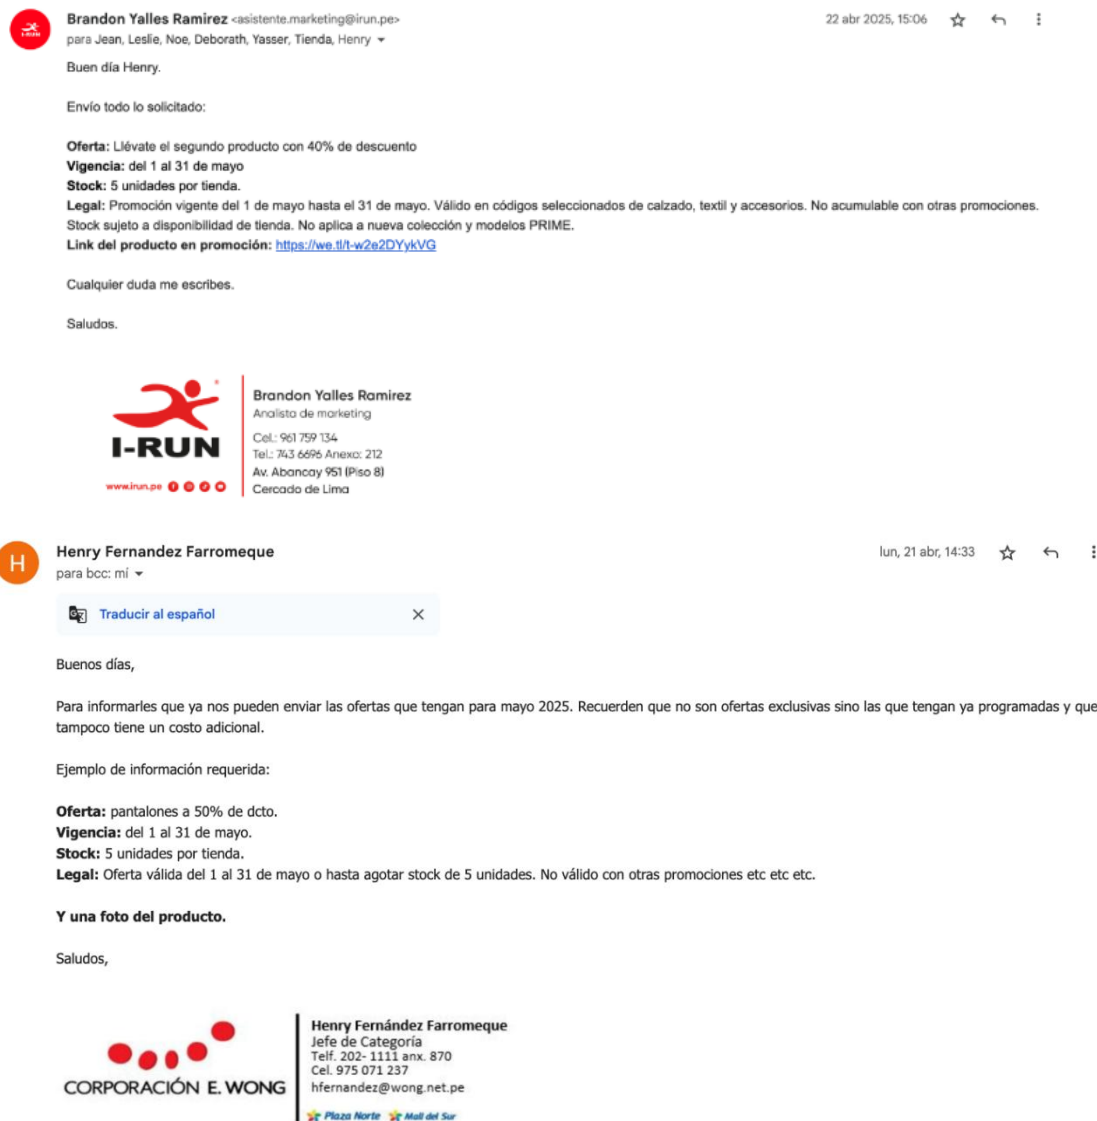 Brandon Yalles Ramirez <asistente.marketing@irun.pe>
22 abr 2025, 15:06
para Jean, Leslie, Noe, Deborath, Yasser, Tienda, Henry
Buen día Henry.
Envío todo lo solicitado:
Oferta: Llévate el segundo producto con 40% de descuento
Vigencia: del 1 al 31 de mayo
Stock: 5 unidades por tienda.
Legal: Promoción vigente del 1 de mayo hasta el 31 de mayo. Válido en códigos seleccionados de calzado, textil y accesorios. No acumulable con otras promociones.
Stock sujeto a disponibilidad de tienda. No aplica a nueva colección y modelos PRIME.
Link del producto en promoción: https://we.tl/t-w2e2DYykVG
Cualquier duda me escribes.
Saludos.
I-RUN
www.irun.pe
Brandon Yalles Ramirez
Analista de marketing
Cel.: 961 759 134
Tel.: 743 6696 Anexo: 212
Av. Abancay 951 (Piso 8)
Cercado de Lima
H
Henry Fernandez Farromeque
lun, 21 abr, 14:33
para bcc: mí
Traducir al español
Buenos días,
Para informarles que ya nos pueden enviar las ofertas que tengan para mayo 2025. Recuerden que no son ofertas exclusivas sino las que tengan ya programadas y que
tampoco tiene un costo adicional.
Ejemplo de información requerida:
Oferta: pantalones a 50% de dcto.
Vigencia: del 1 al 31 de mayo.
Stock: 5 unidades por tienda.
Legal: Oferta válida del 1 al 31 de mayo o hasta agotar stock de 5 unidades. No válido con otras promociones etc etc etc.
Y una foto del producto.
Saludos,
CORPORACIÓN E. WONG
Henry Fernández Farromeque
Jefe de Categoría
Telf. 202- 1111 anx. 870
Cel. 975 071 237
hfernandez@wong.net.pe
Plaza Norte Mall del Sur